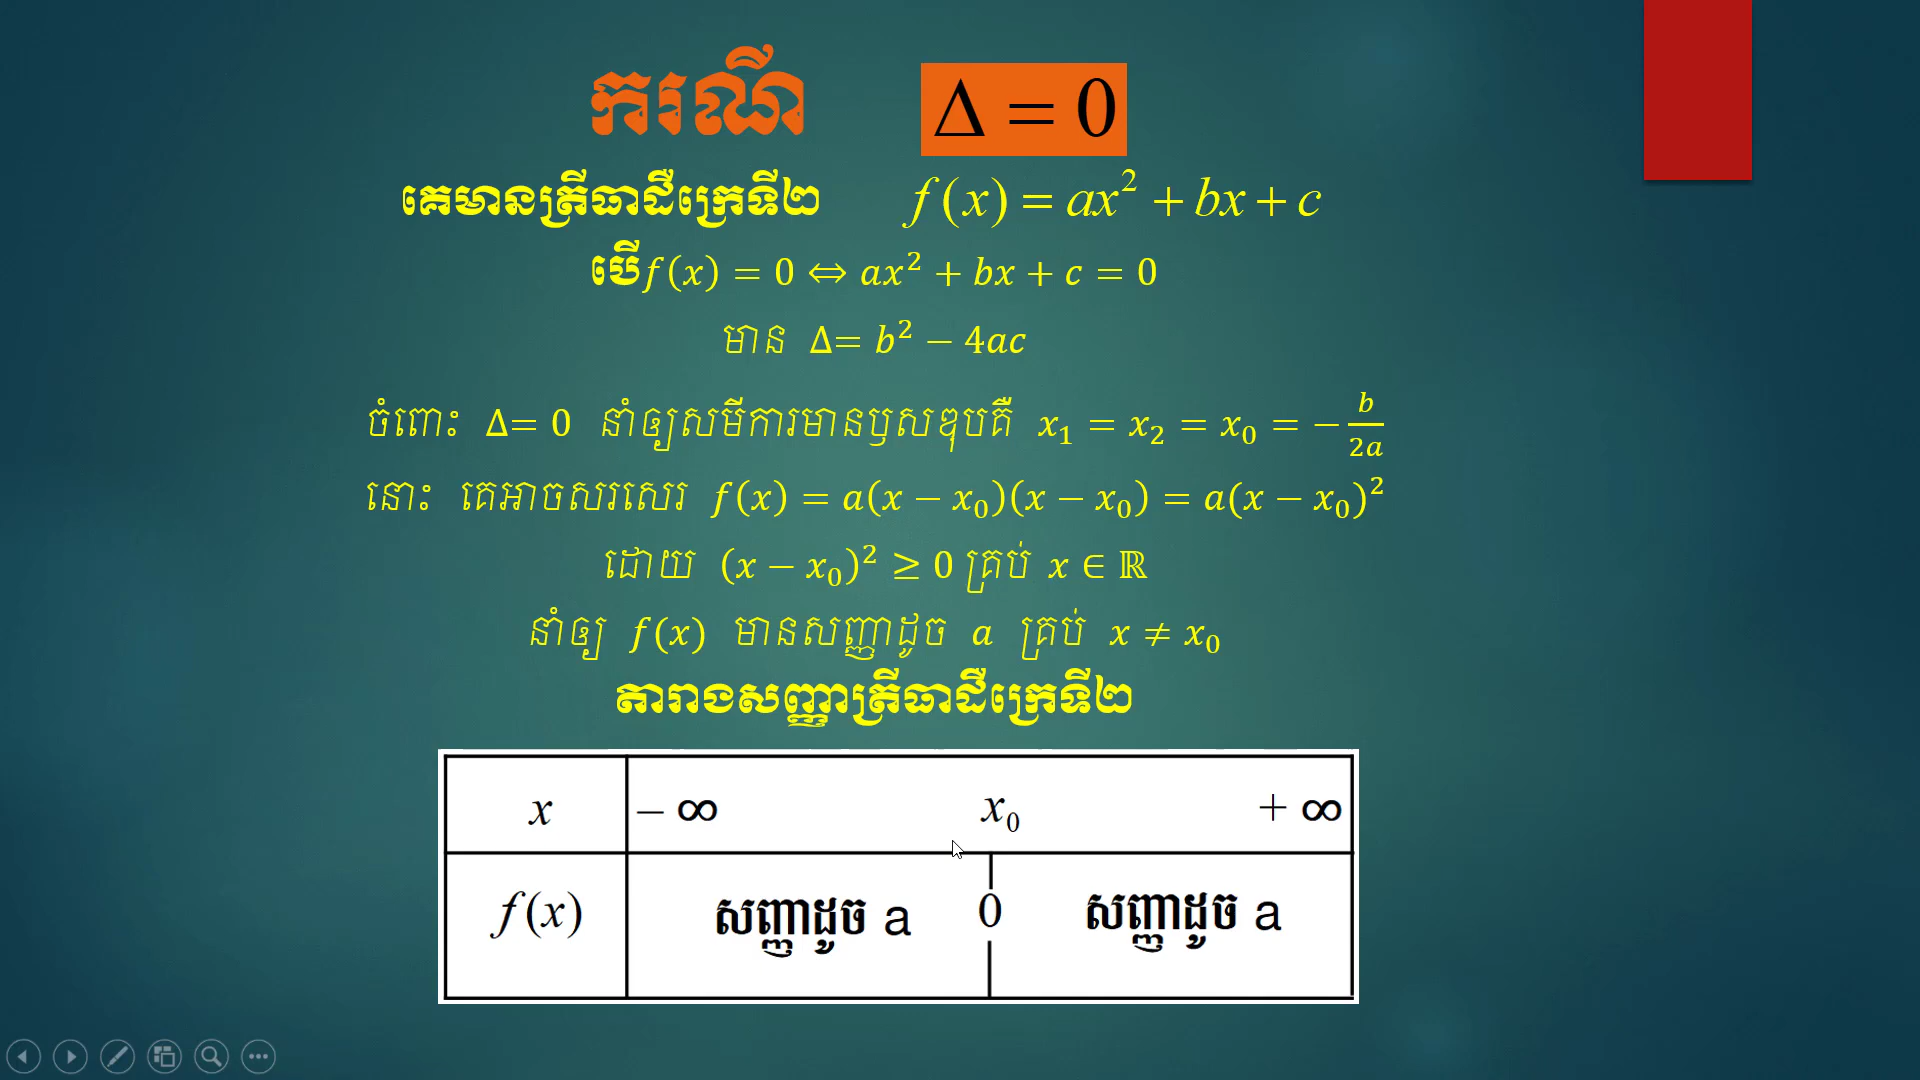 ករណី Δ = 0
គេមានត្រីធាដឺក្រេទី២ f(x) = ax² + bx + c
បើf(x) = 0 ⇔ ax² + bx + c = 0
មាន Δ= b² − 4ac
ចំពោះ Δ= 0 នាំឲ្យសមីការមានឫសឌុបគឺ x₁ = x₂ = x₀ = −b/2a
នោះ គេអាចសរសេរ f(x) = a(x − x₀)(x − x₀) = a(x − x₀)²
ដោយ (x − x₀)² ≥ 0 គ្រប់ x ∈ ℝ
នាំឲ្យ f(x) មានសញ្ញាដូច a គ្រប់ x ≠ x₀
តារាងសញ្ញាត្រីធាដឺក្រេទី២
x − ∞ x₀ + ∞
f(x) សញ្ញាដូច a 0 សញ្ញាដូច a